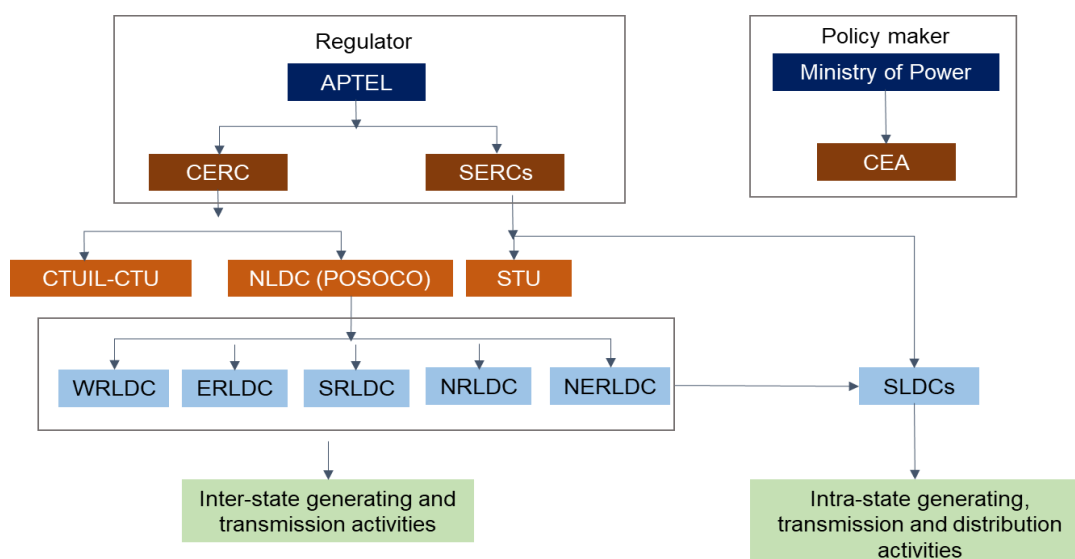 Regulator
Policy maker
APTEL
Ministry of Power
CERC
SERCs
CEA
CTUIL-CTU
NLDC (POSOCO)
STU
WRLDC
ERLDC
SRLDC
NRLDC
NERLDC
SLDCs
Inter-state generating and
transmission activities
Intra-state generating,
transmission and distribution
activities